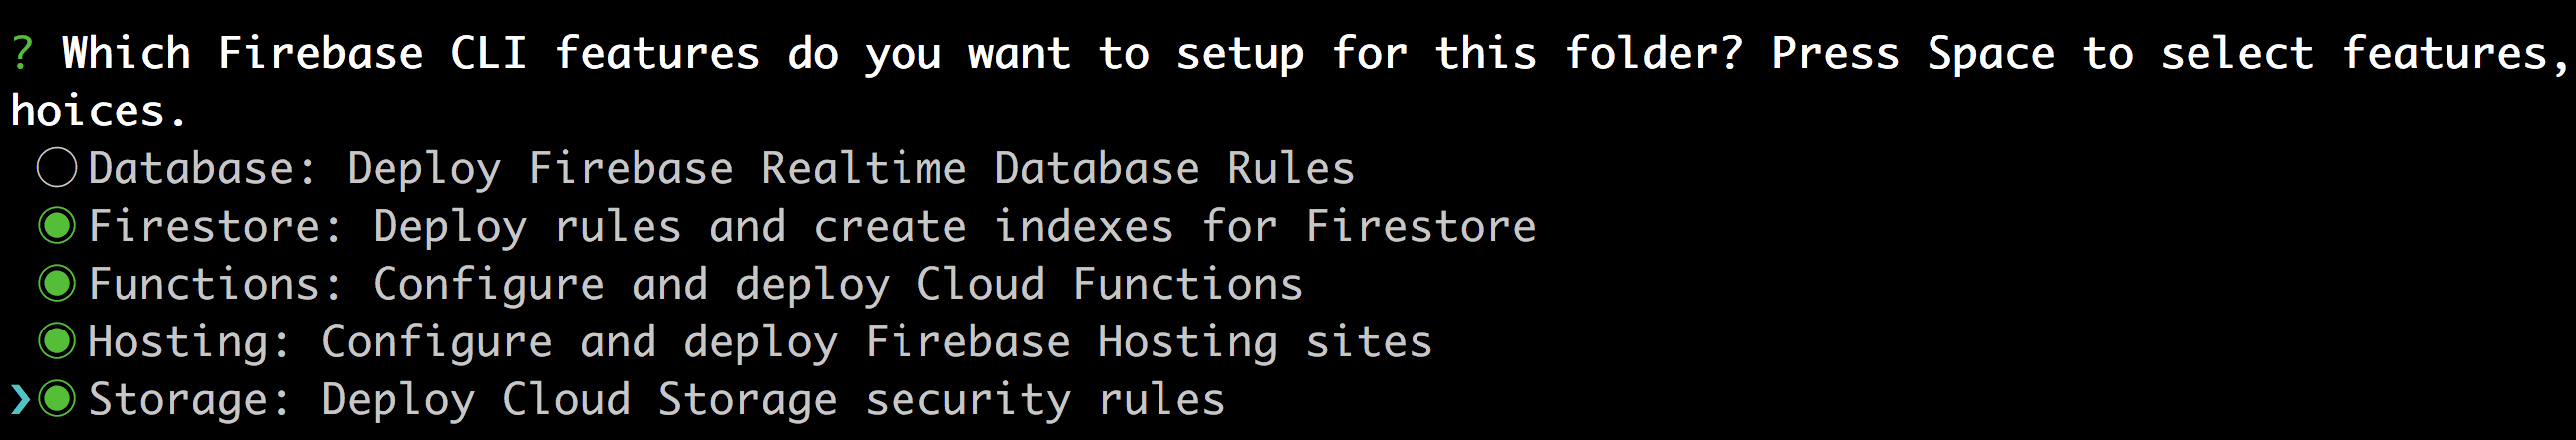 ? Which Firebase CLI features do you want to setup for this folder? Press Space to select features,
hoices.
◯ Database: Deploy Firebase Realtime Database Rules
◉ Firestore: Deploy rules and create indexes for Firestore
◉ Functions: Configure and deploy Cloud Functions
◉ Hosting: Configure and deploy Firebase Hosting sites
❯◉ Storage: Deploy Cloud Storage security rules